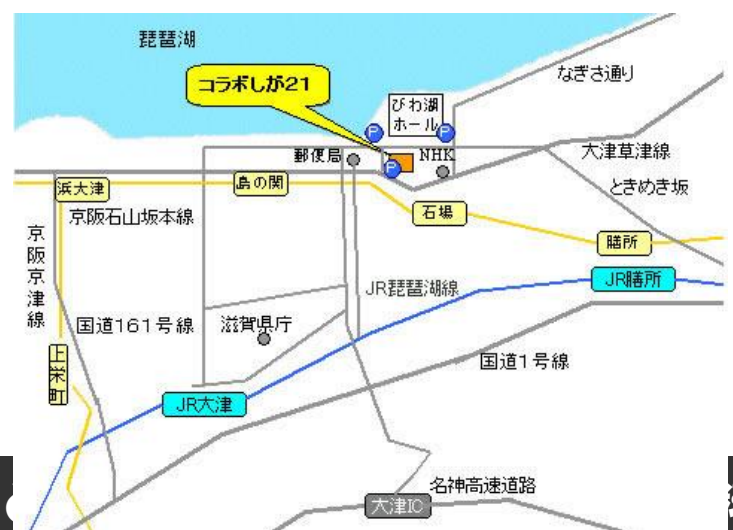 琵琶湖
コラボしが21
なぎさ通り
びわ湖
ホール
P
P
郵便局
P
NHK
大津草津線
浜大津
島の関
ときめき坂
京阪石山坂本線
石場
膳所
京阪京津線
JR琵琶湖線
JR膳所
国道161号線
滋賀県庁
上栄町
国道1号線
JR大津
名神高速道路
大津IC